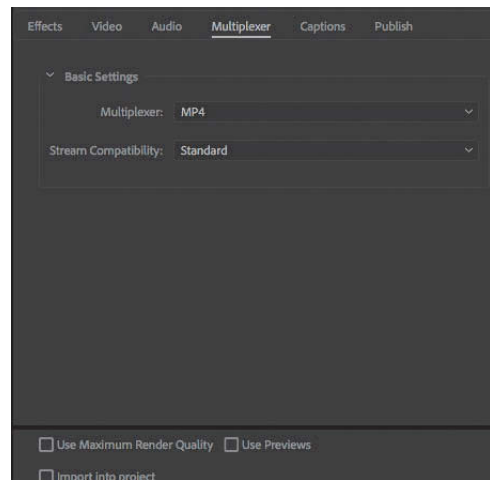 Effects Video Audio Multiplexer Captions Publish
Basic Settings
Multiplexer: MP4
Stream Compatibility: Standard
Use Maximum Render Quality Use Previews
Import into project